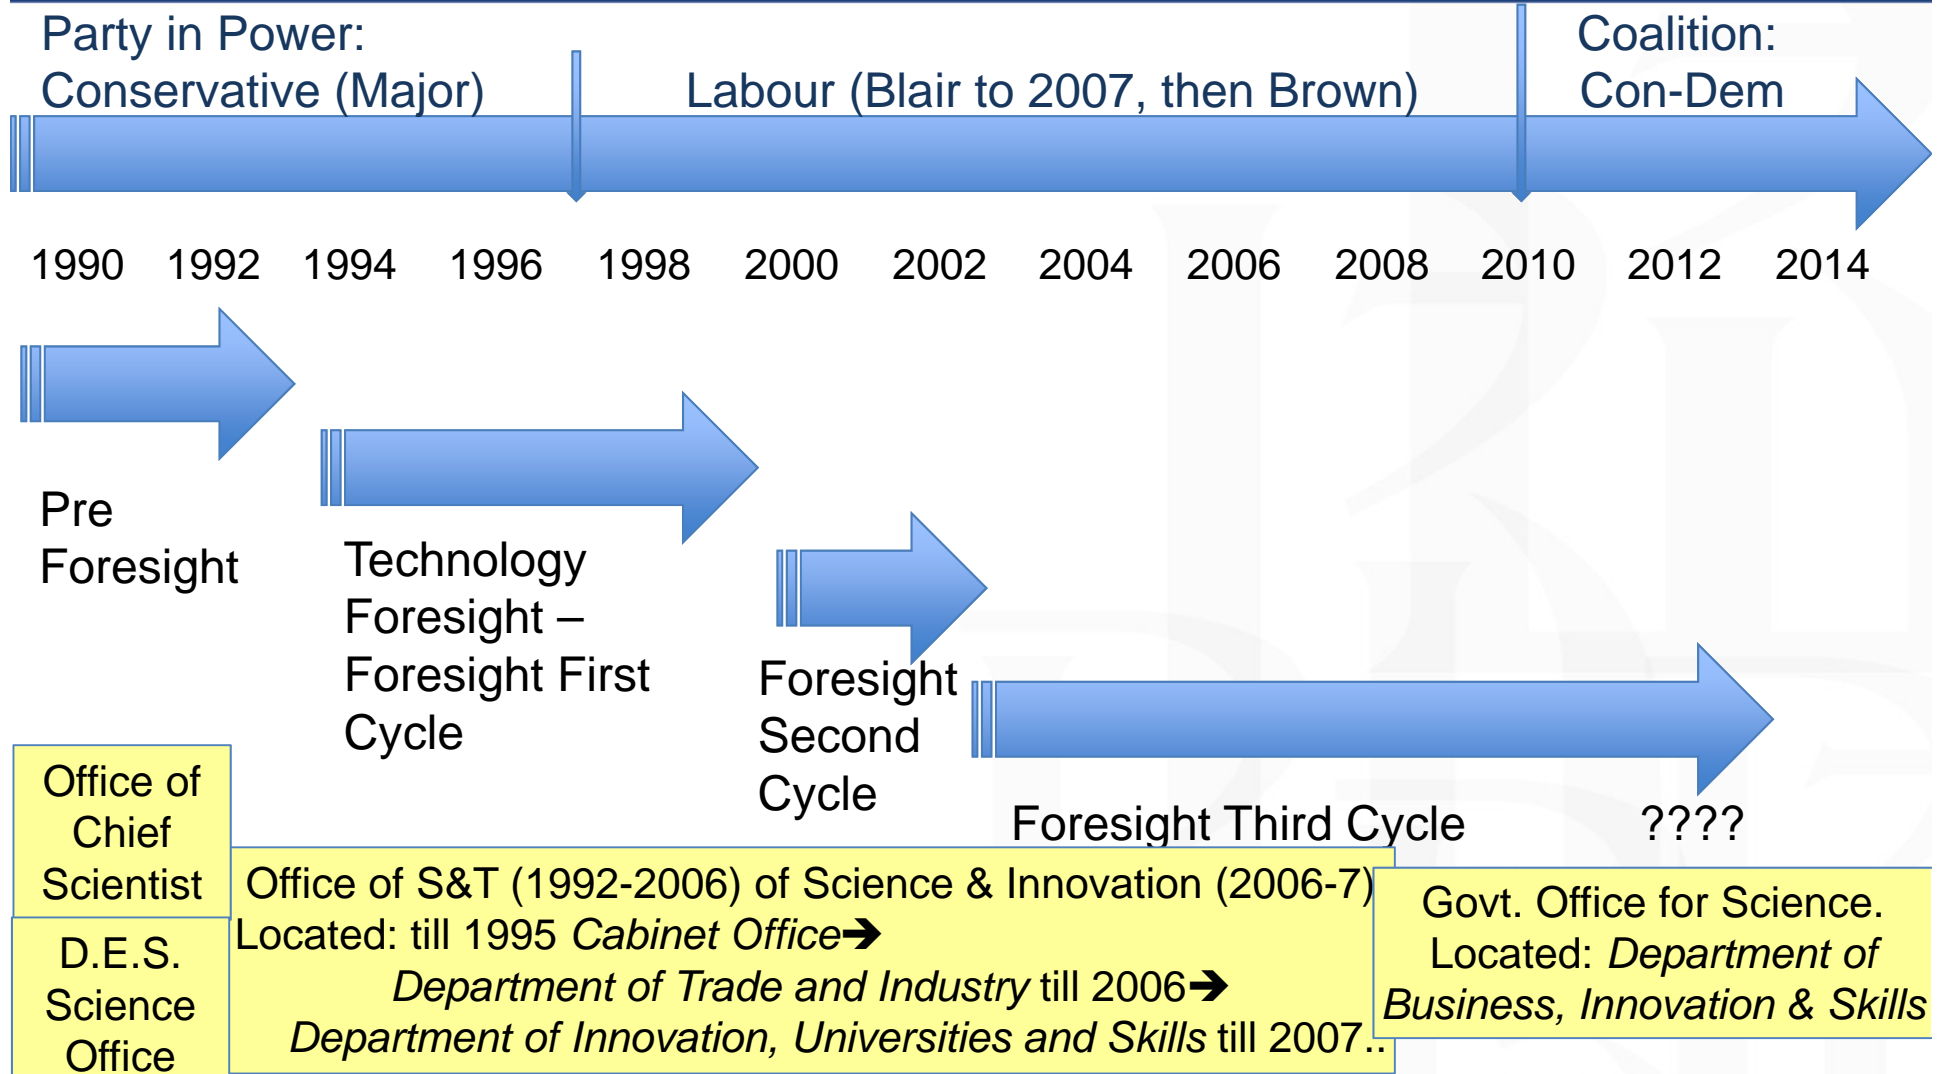 Party in Power:
Conservative (Major)
Labour (Blair to 2007, then Brown)
Coalition:
Con-Dem
1990 1992 1994 1996 1998 2000 2002 2004 2006 2008 2010 2012 2014
Pre
Foresight
Technology
Foresight –
Foresight First
Cycle
Foresight
Second
Cycle
Foresight Third Cycle ????
Office of
Chief
Scientist
D.E.S.
Science
Office
Office of S&T (1992-2006) of Science & Innovation (2006-7)
Located: till 1995 Cabinet Office➔
Department of Trade and Industry till 2006➔
Department of Innovation, Universities and Skills till 2007..
Govt. Office for Science.
Located: Department of
Business, Innovation & Skills